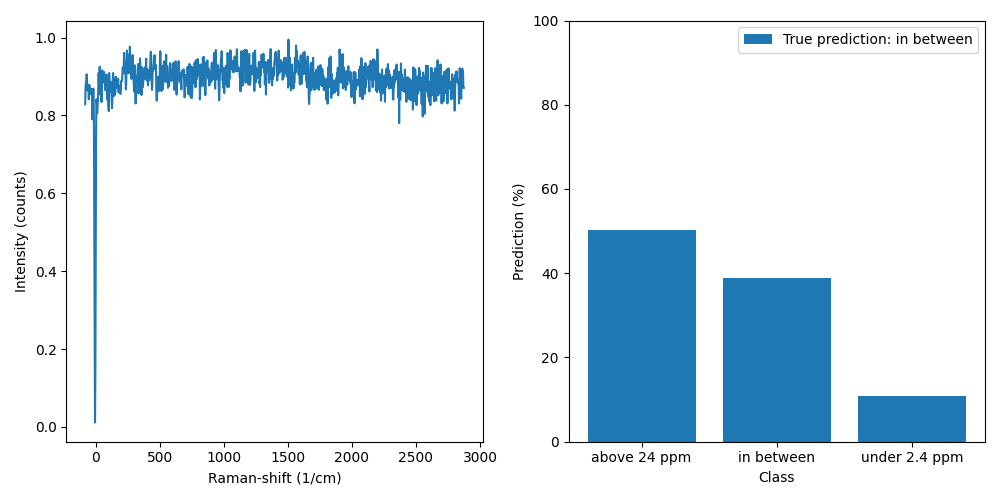 1.0
0.8
0.6
0.4
0.2
0.0
Intensity (counts)
0 500 1000 1500 2000 2500 3000
Raman-shift (1/cm)
100
80
60
40
20
0
Prediction (%)
True prediction: in between
above 24 ppm in between under 2.4 ppm
Class